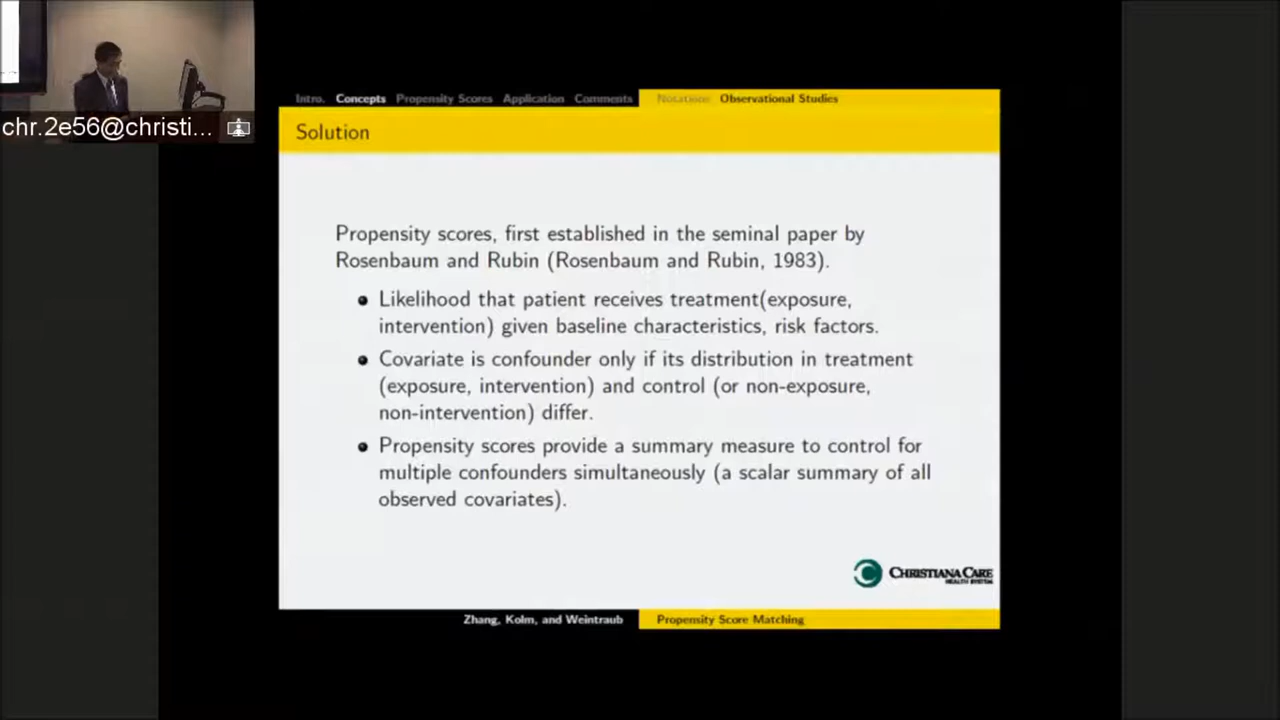 chr.2e56@christi...
Intro. Concepts Propensity Scores Application Comments Notations Observational Studies
Solution
Propensity scores, first established in the seminal paper by
Rosenbaum and Rubin (Rosenbaum and Rubin, 1983).
Likelihood that patient receives treatment(exposure,
intervention) given baseline characteristics, risk factors.
Covariate is confounder only if its distribution in treatment
(exposure, intervention) and control (or non-exposure,
non-intervention) differ.
Propensity scores provide a summary measure to control for
multiple confounders simultaneously (a scalar summary of all
observed covariates).
CHRISTIANA CARE
HEALTH SYSTEM
Zhang, Kolm, and Weintraub Propensity Score Matching